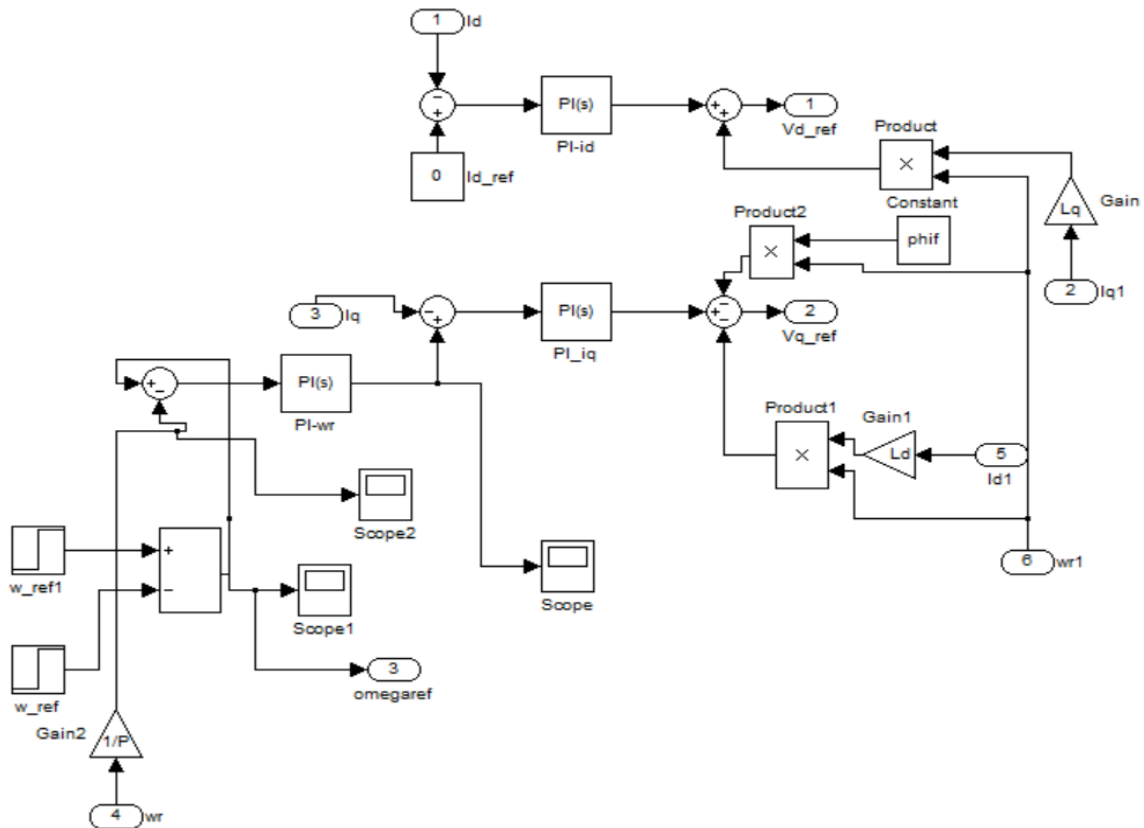 1 Id
− +
PI(s)
PI-id
+ +
1
Vd_ref
0 Id_ref
Product
×
Lq Gain
2 Iq1
Constant
phif
Product2
×
3 Iq
− +
PI(s)
PI_iq
+ − −
2
Vq_ref
+ −
PI(s)
PI-wr
Product1
×
Gain1
Ld
5
Id1
Scope2
w_ref1
+
−
Scope1
Scope
6 wr1
w_ref
3
omegaref
Gain2
1/P
4 wr